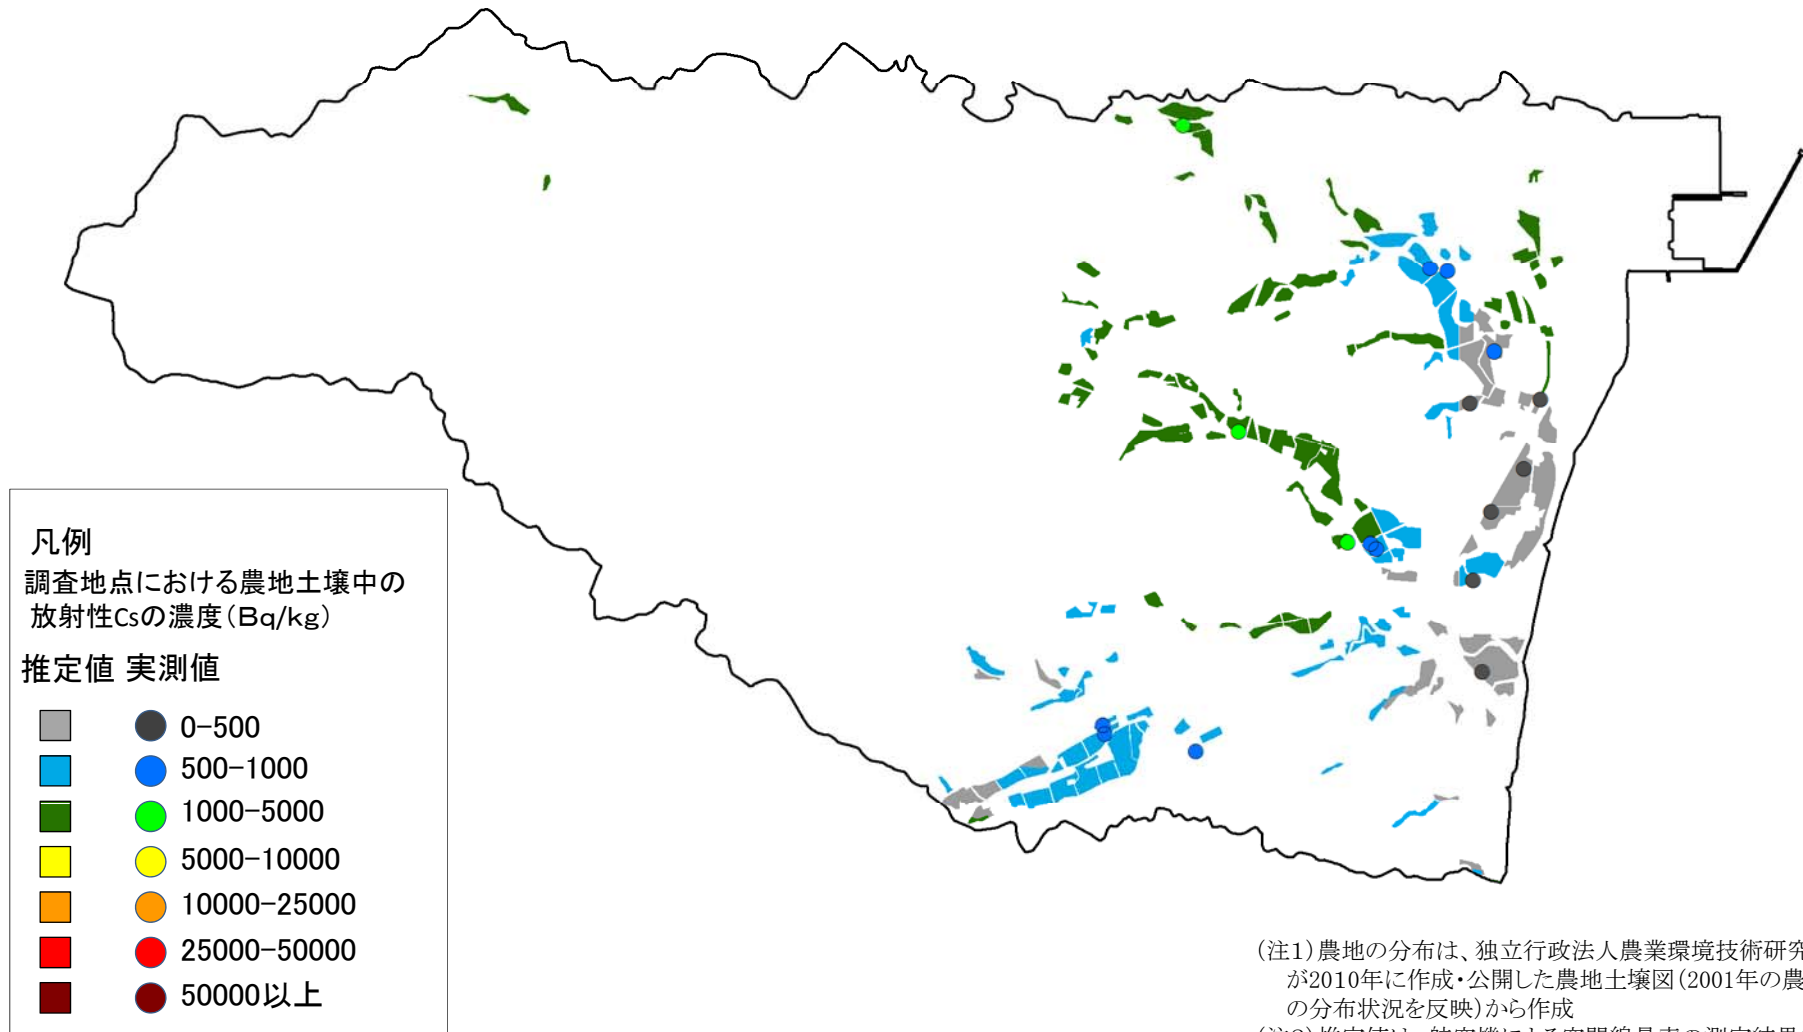 凡例
調査地点における農地土壌中の
放射性Csの濃度(Bq/kg)
推定値 実測値
0-500
500-1000
1000-5000
5000-10000
10000-25000
25000-50000
50000以上
(注1)農地の分布は、独立行政法人農業環境技術研究
が2010年に作成・公開した農地土壌図(2001年の農
の分布状況を反映)から作成